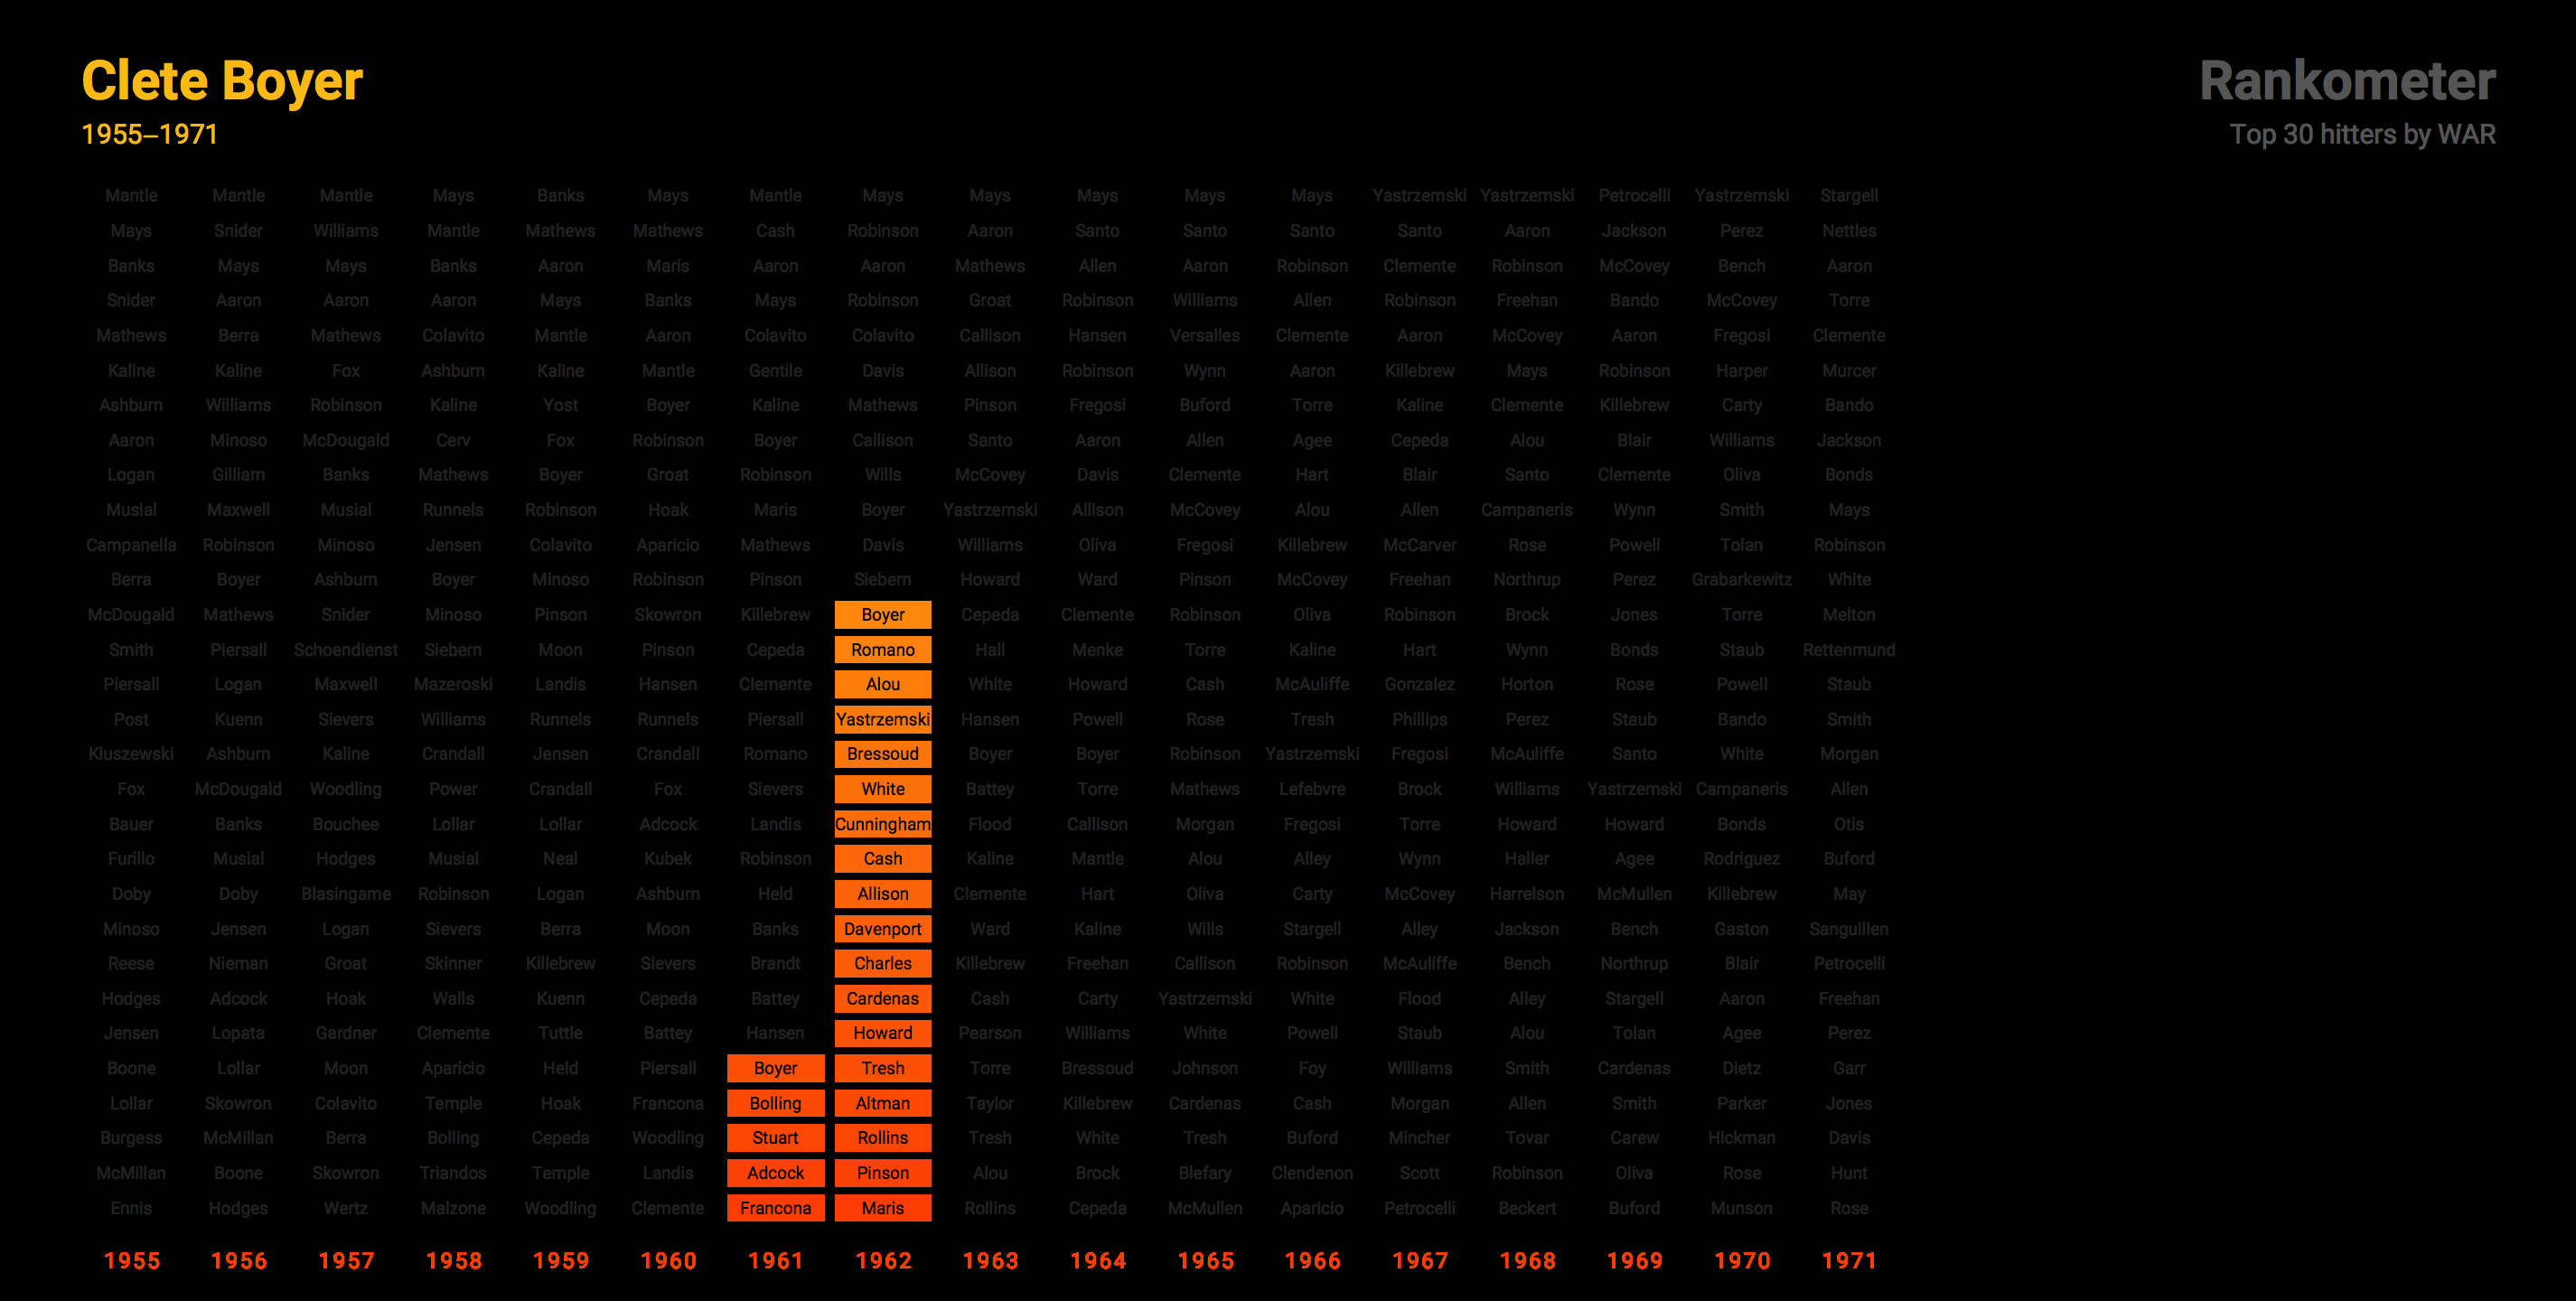 Clete Boyer
1955–1971
Rankometer
Top 30 hitters by WAR
Mantle Mantle Mantle Mays Banks Mays Mantle Mays Mays Mays Mays Mays Yastrzemski Yastrzemski Petrocelli Yastrzemski Stargell
Mays Snider Williams Mantle Mathews Mathews Cash Robinson Aaron Santo Santo Santo Santo Aaron Jackson Perez Nettles
Banks Mays Mays Banks Aaron Maris Aaron Aaron Mathews Allen Aaron Robinson Clemente Robinson McCovey Bench Aaron
Snider Aaron Aaron Aaron Mays Banks Mays Robinson Groat Robinson Williams Allen Robinson Freehan Bando McCovey Torre
Mathews Berra Mathews Colavito Mantle Aaron Colavito Colavito Callison Hansen Versalles Clemente Aaron McCovey Aaron Fregosi Clemente
Kaline Kaline Fox Ashburn Kaline Mantle Gentile Davis Allison Robinson Wynn Aaron Killebrew Mays Robinson Harper Murcer
Ashburn Williams Robinson Kaline Yost Boyer Kaline Mathews Pinson Fregosi Buford Torre Kaline Clemente Killebrew Carty Bando
Aaron Minoso McDougald Cerv Fox Robinson Boyer Callison Santo Aaron Allen Agee Cepeda Alou Blair Williams Jackson
Logan Gilliam Banks Mathews Boyer Groat Robinson Wills McCovey Davis Clemente Hart Blair Santo Clemente Oliva Bonds
Musial Maxwell Musial Runnels Robinson Hoak Maris Boyer Yastrzemski Allison McCovey Alou Allen Campaneris Wynn Smith Mays
Campanella Robinson Minoso Jensen Colavito Aparicio Mathews Davis Williams Oliva Fregosi Killebrew McCarver Rose Powell Tolan Robinson
Berra Boyer Ashburn Boyer Minoso Robinson Pinson Siebern Howard Ward Pinson McCovey Freehan Northrup Perez Grabarkewitz White
McDougald Mathews Snider Minoso Pinson Skowron Killebrew Boyer Cepeda Clemente Robinson Oliva Robinson Brock Jones Torre Melton
Smith Piersall Schoendienst Siebern Moon Pinson Cepeda Romano Hall Menke Torre Kaline Hart Wynn Bonds Staub Rettenmund
Piersall Logan Maxwell Mazeroski Landis Hansen Clemente Alou White Howard Cash McAuliffe Gonzalez Horton Rose Powell Staub
Post Kuenn Sievers Williams Runnels Runnels Piersall Yastrzemski Hansen Powell Rose Tresh Phillips Perez Staub Bando Smith
Kluszewski Ashburn Kaline Crandall Jensen Crandall Romano Bressoud Boyer Boyer Robinson Yastrzemski Fregosi McAuliffe Santo White Morgan
Fox McDougald Woodling Power Crandall Fox Sievers White Battey Torre Mathews Lefebvre Brock Williams Yastrzemski Campaneris Allen
Bauer Banks Bouchee Lollar Lollar Adcock Landis Cunningham Flood Callison Morgan Fregosi Torre Howard Howard Bonds Otis
Furillo Musial Hodges Musial Neal Kubek Robinson Cash Kaline Mantle Alou Alley Wynn Haller Agee Rodriguez Buford
Doby Doby Blasingame Robinson Logan Ashburn Held Allison Clemente Hart Oliva Carty McCovey Harrelson McMullen Killebrew May
Minoso Jensen Logan Sievers Berra Moon Banks Davenport Ward Kaline Wills Stargell Alley Jackson Bench Gaston Sanguillen
Reese Nieman Groat Skinner Killebrew Sievers Brandt Charles Killebrew Freehan Callison Robinson McAuliffe Bench Northrup Blair Petrocelli
Hodges Adcock Hoak Walls Kuenn Cepeda Battey Cardenas Cash Carty Yastrzemski White Flood Alley Stargell Aaron Freehan
Jensen Lopata Gardner Clemente Tuttle Battey Hansen Howard Pearson Williams White Powell Staub Alou Tolan Agee Perez
Boone Lollar Moon Aparicio Held Piersall Boyer Tresh Torre Bressoud Johnson Foy Williams Smith Cardenas Dietz Garr
Lollar Skowron Colavito Temple Hoak Francona Bolling Altman Taylor Killebrew Cardenas Cash Morgan Allen Smith Parker Jones
Burgess McMillan Berra Bolling Cepeda Woodling Stuart Rollins Tresh White Tresh Buford Mincher Tovar Carew Hickman Davis
McMillan Boone Skowron Triandos Temple Landis Adcock Pinson Alou Brock Blefary Clendenon Scott Robinson Oliva Rose Hunt
Ennis Hodges Wertz Malzone Woodling Clemente Francona Maris Rollins Cepeda McMullen Aparicio Petrocelli Beckert Buford Munson Rose
1955 1956 1957 1958 1959 1960 1961 1962 1963 1964 1965 1966 1967 1968 1969 1970 1971